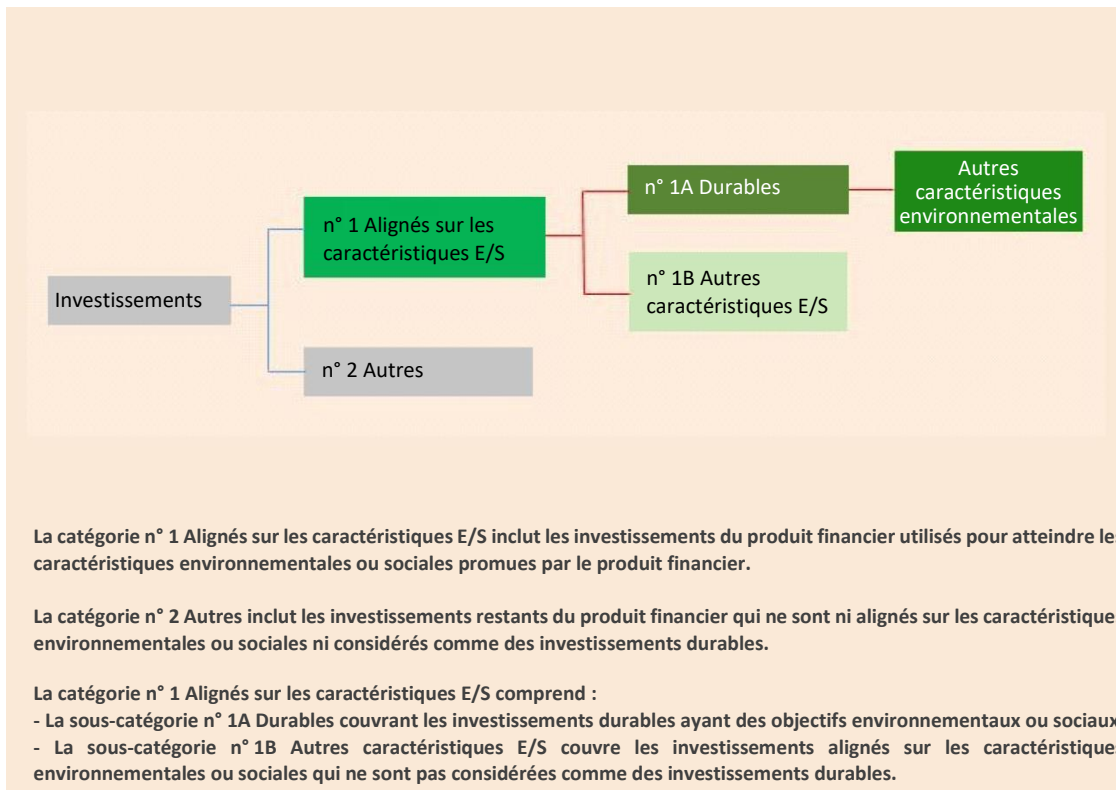 Autres
caractéristiques
environnementales
n° 1A Durables
n° 1 Alignés sur les
caractéristiques E/S
n° 1B Autres
caractéristiques E/S
Investissements
n° 2 Autres
La catégorie n° 1 Alignés sur les caractéristiques E/S inclut les investissements du produit financier utilisés pour atteindre le
caractéristiques environnementales ou sociales promues par le produit financier.
La catégorie n° 2 Autres inclut les investissements restants du produit financier qui ne sont ni alignés sur les caractéristique
environnementales ou sociales ni considérés comme des investissements durables.
La catégorie n° 1 Alignés sur les caractéristiques E/S comprend :
- La sous-catégorie n° 1A Durables couvrant les investissements durables ayant des objectifs environnementaux ou sociaux
- La sous-catégorie n° 1B Autres caractéristiques E/S couvre les investissements alignés sur les caractéristique
environnementales ou sociales qui ne sont pas considérées comme des investissements durables.